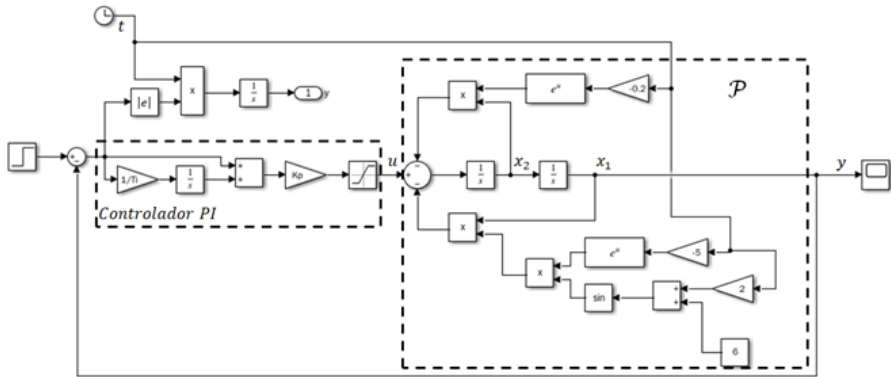 t
-0.2
e^u
x
𝒫
|e|
x
1/s
1
y
u
+
-
-
1/s
x₂
1/s
x₁
y
+
-
1/Ti
1/s
+
+
Kp
Controlador PI
x
e^u
-5
x
sin
+
+
2
6